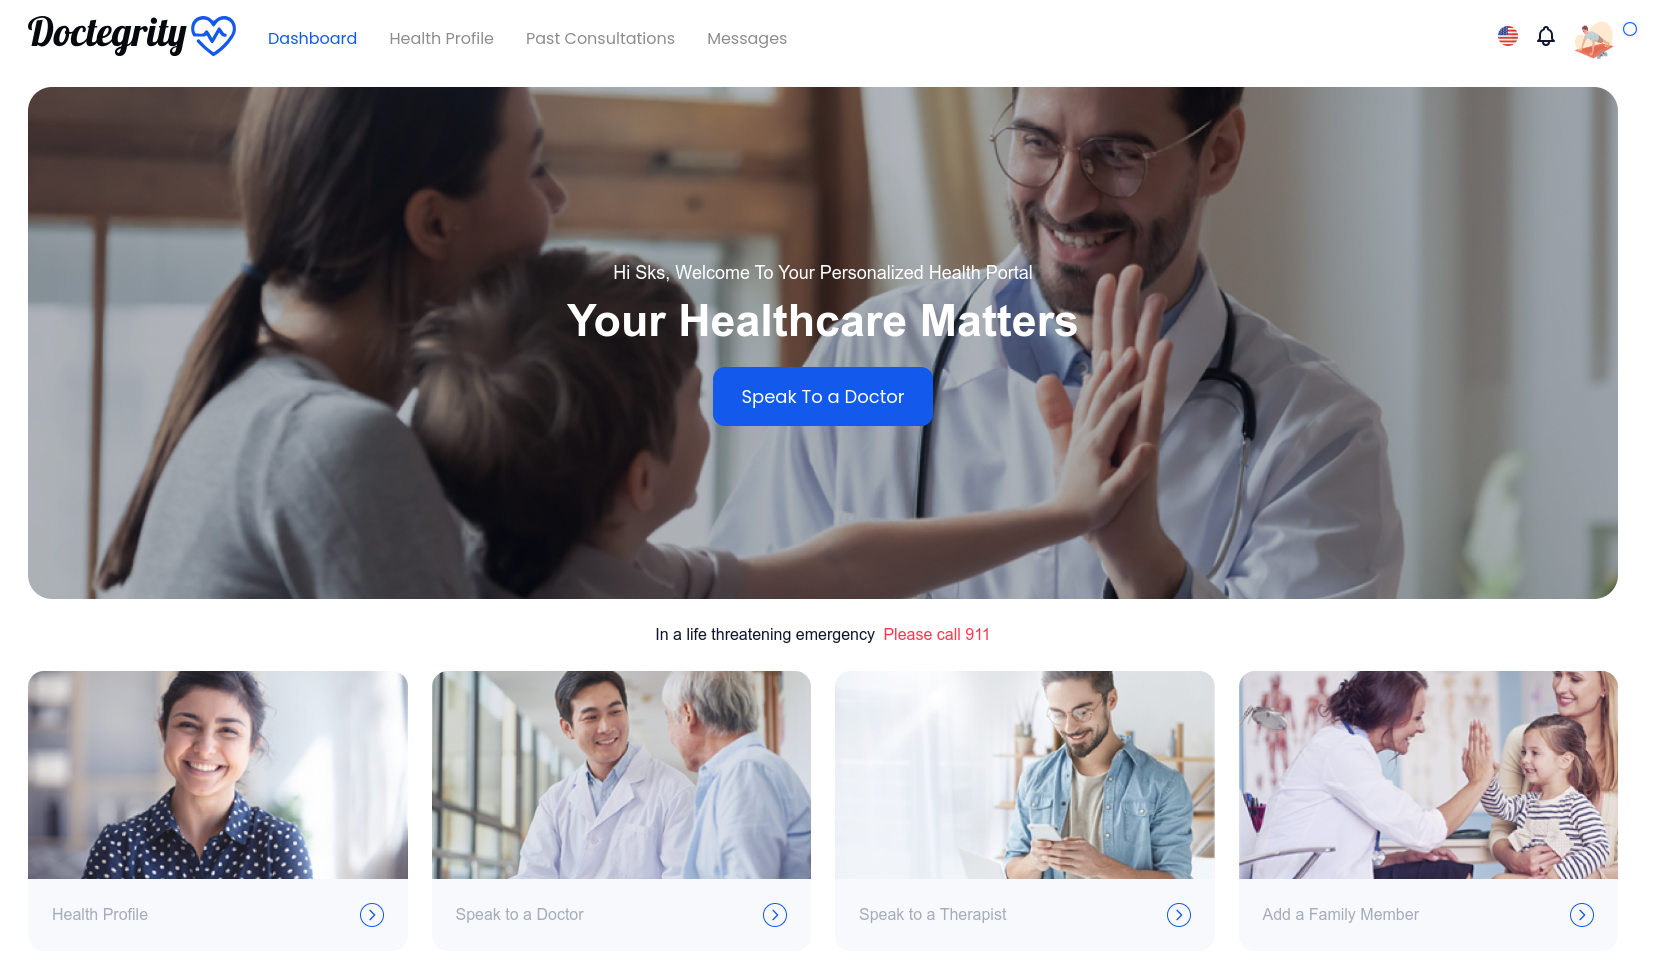 Doctegrity
Dashboard
Health Profile
Past Consultations
Messages
Hi Sks, Welcome To Your Personalized Health Portal
Your Healthcare Matters
Speak To a Doctor
In a life threatening emergency Please call 911
Health Profile
Speak to a Doctor
Speak to a Therapist
Add a Family Member